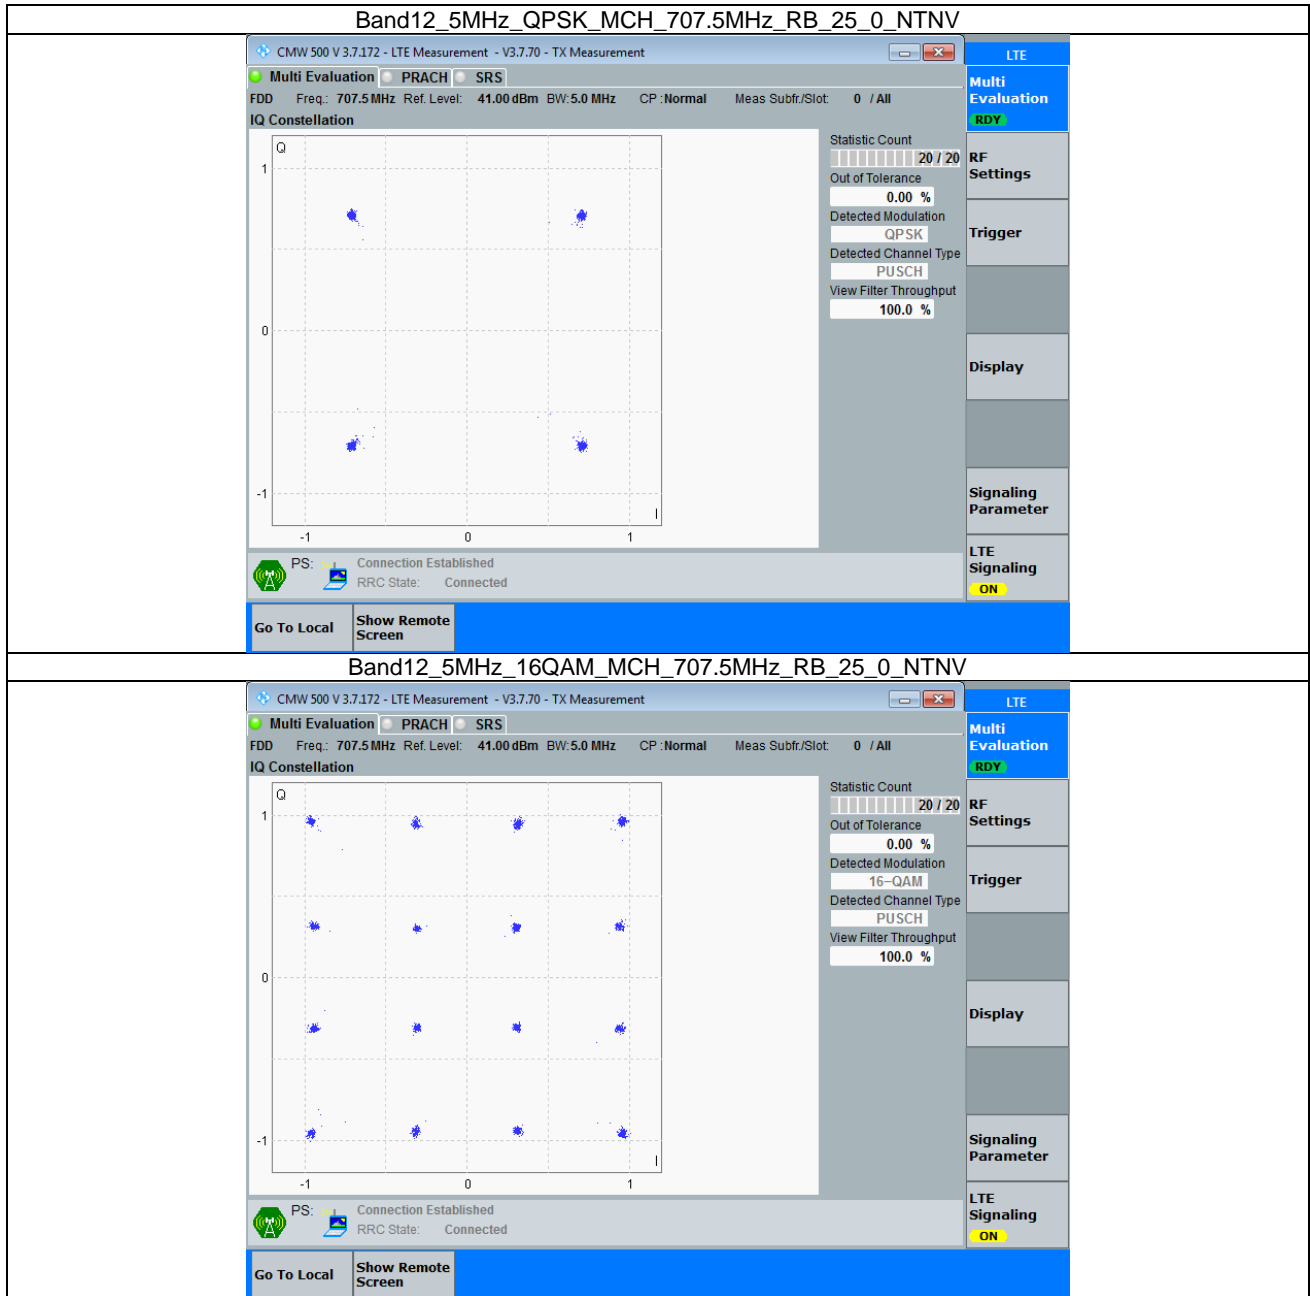 Band12_5MHz_QPSK_MCH_707.5MHz_RB_25_0_NTNV
CMW 500 V 3.7.172 - LTE Measurement - V3.7.70 - TX Measurement
LTE
Multi Evaluation PRACH SRS
Multi
Evaluation
RDY
FDD Freq.: 707.5 MHz Ref. Level: 41.00 dBm BW: 5.0 MHz CP : Normal Meas Subfr./Slot: 0 / All
IQ Constellation
Q
1
0
-1
I
-1 0 1
Statistic Count
20 / 20
Out of Tolerance
0.00 %
Detected Modulation
QPSK
Detected Channel Type
PUSCH
View Filter Throughput
100.0 %
RF
Settings
Trigger
Display
Signaling
Parameter
LTE
Signaling
ON
PS: Connection Established
RRC State: Connected
Go To Local
Show Remote
Screen
Band12_5MHz_16QAM_MCH_707.5MHz_RB_25_0_NTNV
CMW 500 V 3.7.172 - LTE Measurement - V3.7.70 - TX Measurement
LTE
Multi Evaluation PRACH SRS
Multi
Evaluation
RDY
FDD Freq.: 707.5 MHz Ref. Level: 41.00 dBm BW: 5.0 MHz CP : Normal Meas Subfr./Slot: 0 / All
IQ Constellation
Q
1
0
-1
I
-1 0 1
Statistic Count
20 / 20
Out of Tolerance
0.00 %
Detected Modulation
16-QAM
Detected Channel Type
PUSCH
View Filter Throughput
100.0 %
RF
Settings
Trigger
Display
Signaling
Parameter
LTE
Signaling
ON
PS: Connection Established
RRC State: Connected
Go To Local
Show Remote
Screen